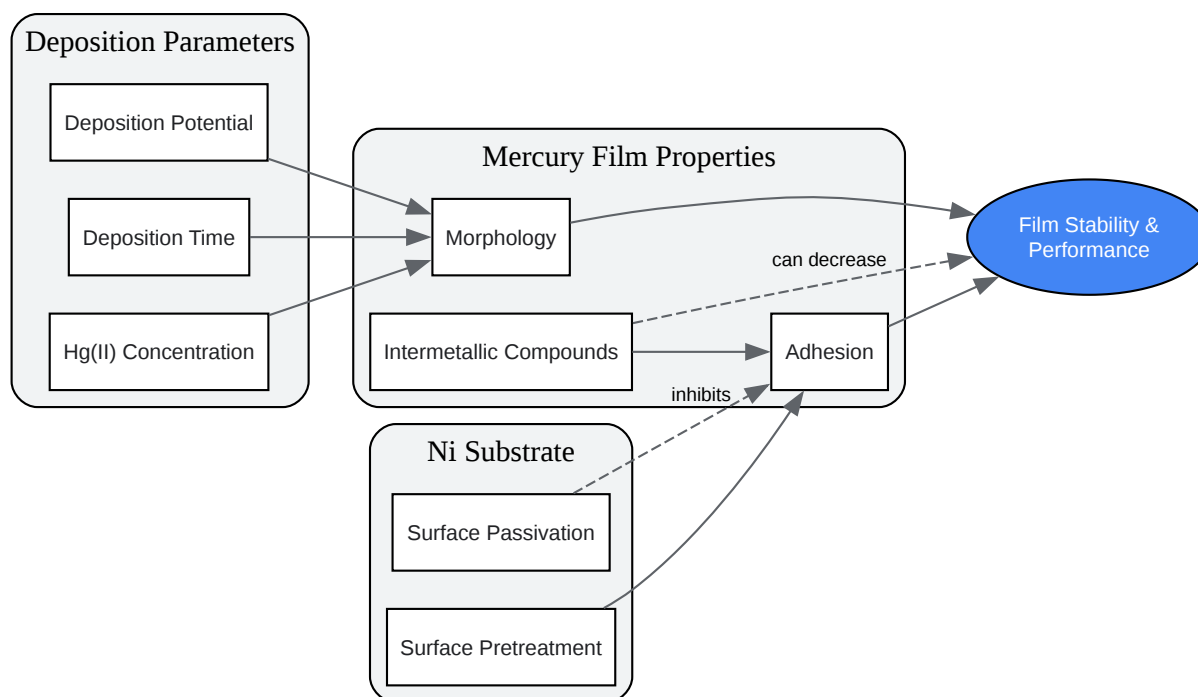 Deposition Parameters
Deposition Potential
Deposition Time
Hg(II) Concentration
Mercury Film Properties
Morphology
Intermetallic Compounds
Adhesion
can decrease
inhibits
Film Stability &
Performance
Ni Substrate
Surface Passivation
Surface Pretreatment